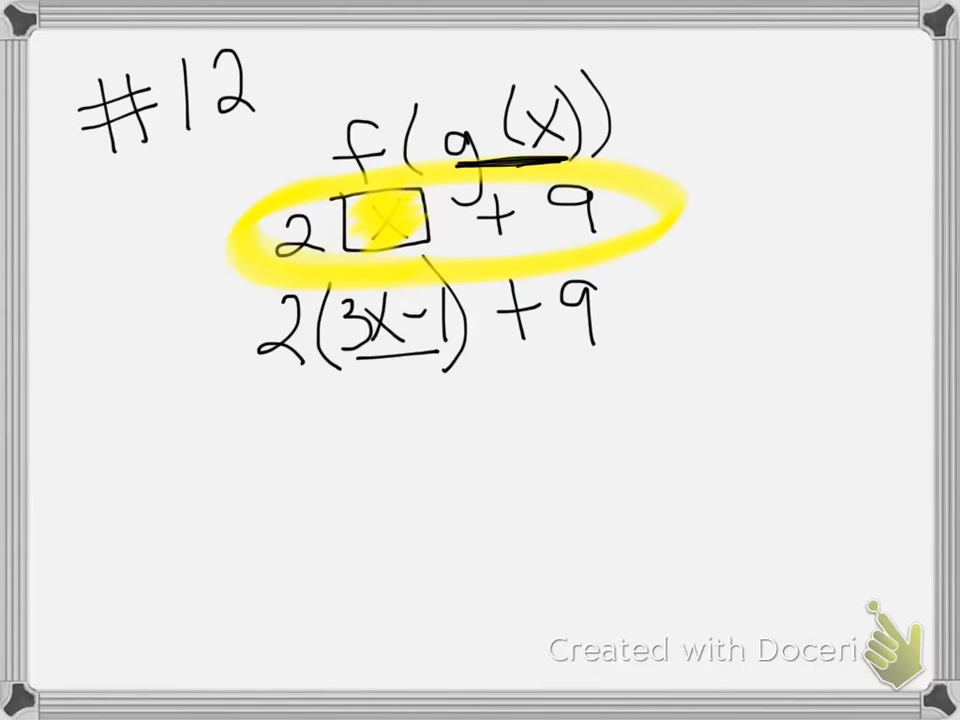 #12
f(g(x))
2 x + 9
2(3x-1) + 9
Created with Doceri